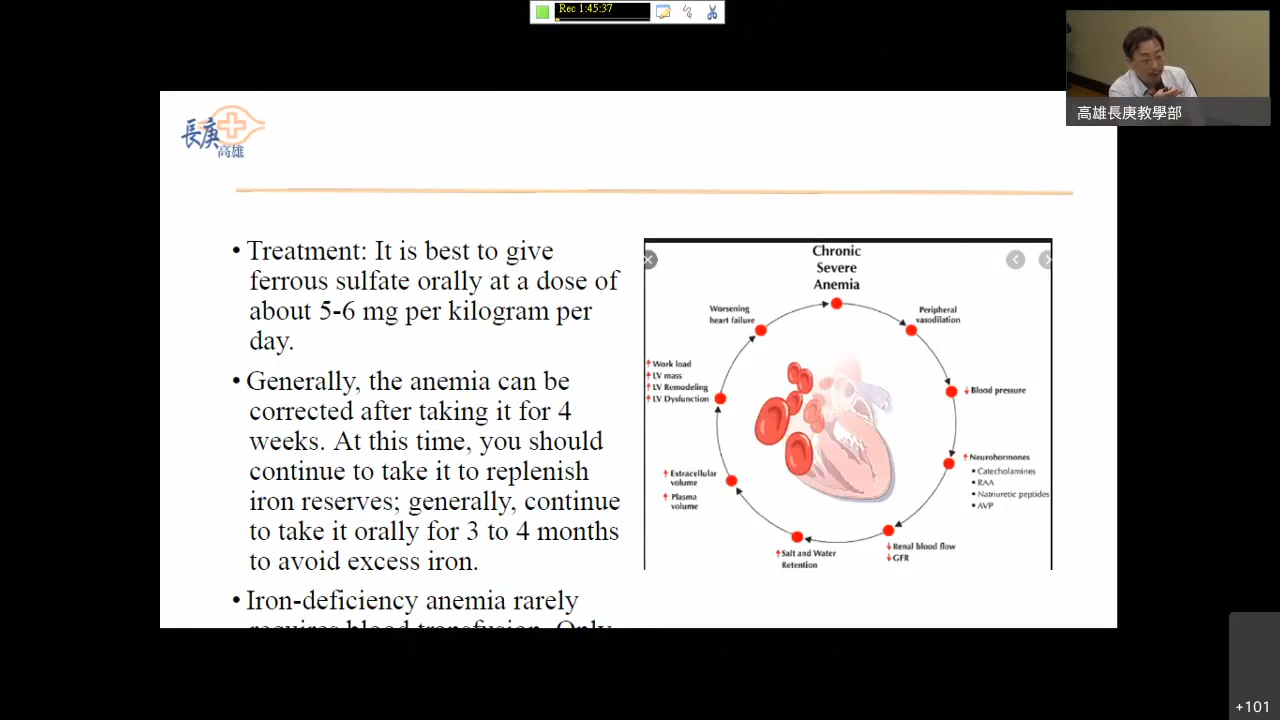 Rec 1:45:37
高雄長庚教學部
長庚
高雄
• Treatment: It is best to give
ferrous sulfate orally at a dose of
about 5-6 mg per kilogram per
day.
• Generally, the anemia can be
corrected after taking it for 4
weeks. At this time, you should
continue to take it to replenish
iron reserves; generally, continue
to take it orally for 3 to 4 months
to avoid excess iron.
• Iron-deficiency anemia rarely
requires blood transfusion. Only
Chronic
Severe
Anemia
Peripheral
vasodilation
Blood pressure
Neurohormones
• Catecholamines
• RAA
• Natriuretic peptides
• AVP
Renal blood flow
GFR
Salt and Water
Retention
Extracellular
volume
Plasma
volume
Work load
LV mass
LV Remodeling
LV Dysfunction
Worsening
heart failure
+101